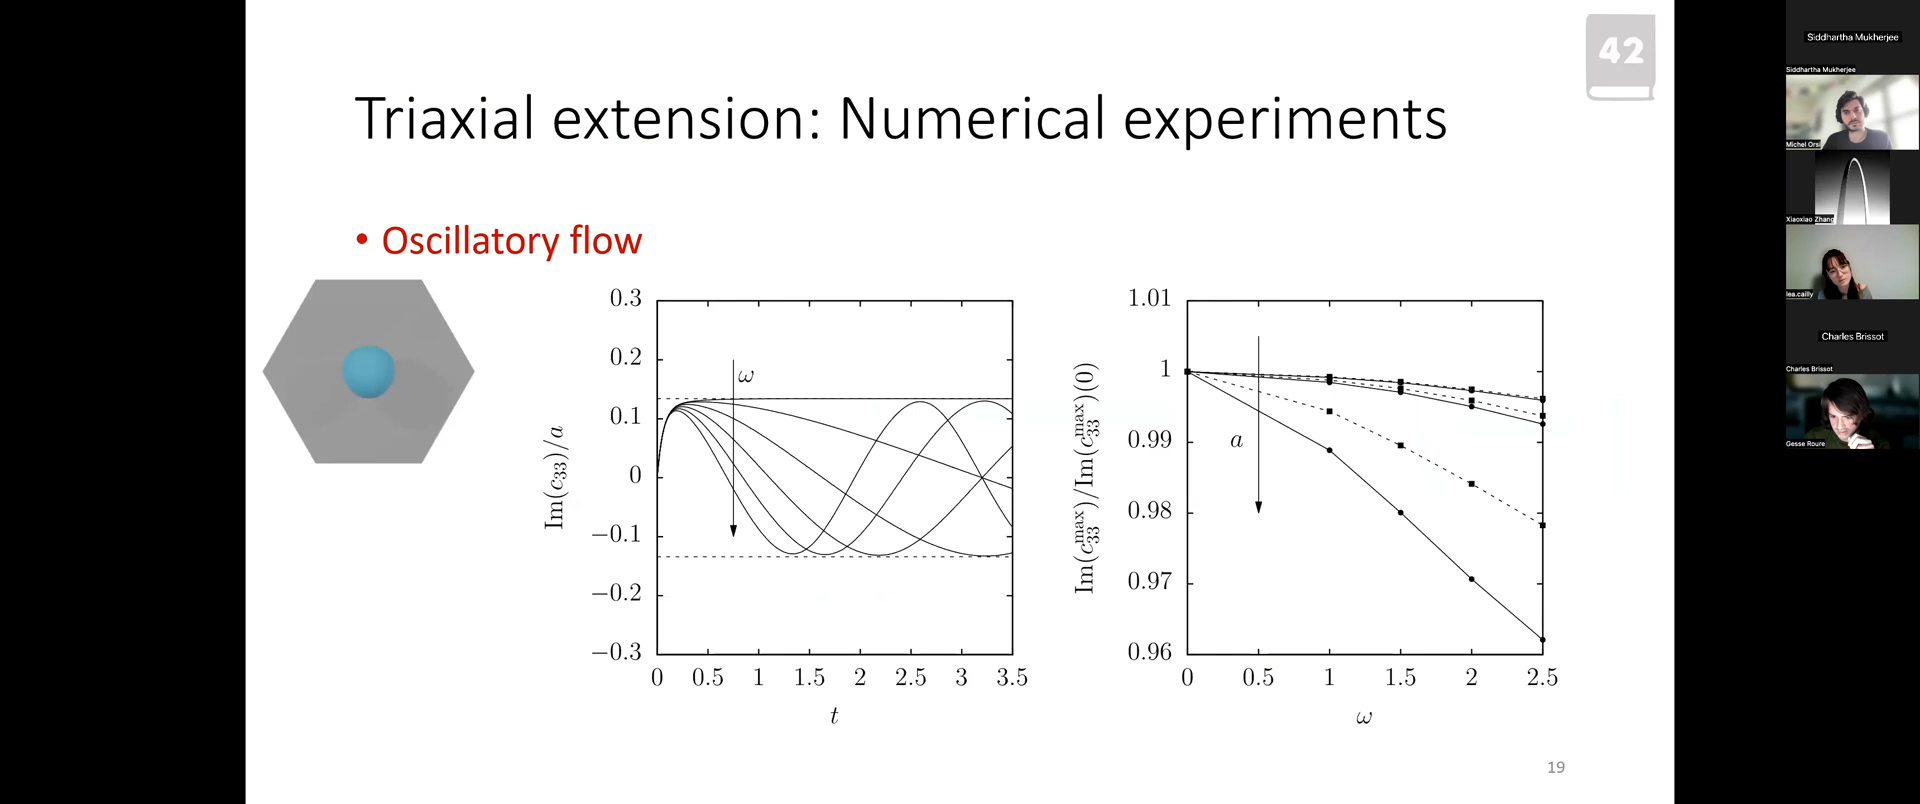 42
Triaxial extension: Numerical experiments
• Oscillatory flow
0.3
0.2
0.1
0
−0.1
−0.2
−0.3
Im(c₃₃)/a
ω
0 0.5 1 1.5 2 2.5 3 3.5
t
1.01
1
0.99
0.98
0.97
0.96
Im(c₃₃ᵐᵃˣ)/Im(c₃₃ᵐᵃˣ)(0)
a
0 0.5 1 1.5 2 2.5
ω
19
Siddhartha Mukherjee
Siddhartha Mukherjee
Michel Orsi
Xiaoxiao Zhang
lea.cailly
Charles Brissot
Charles Brissot
Gesse Roure